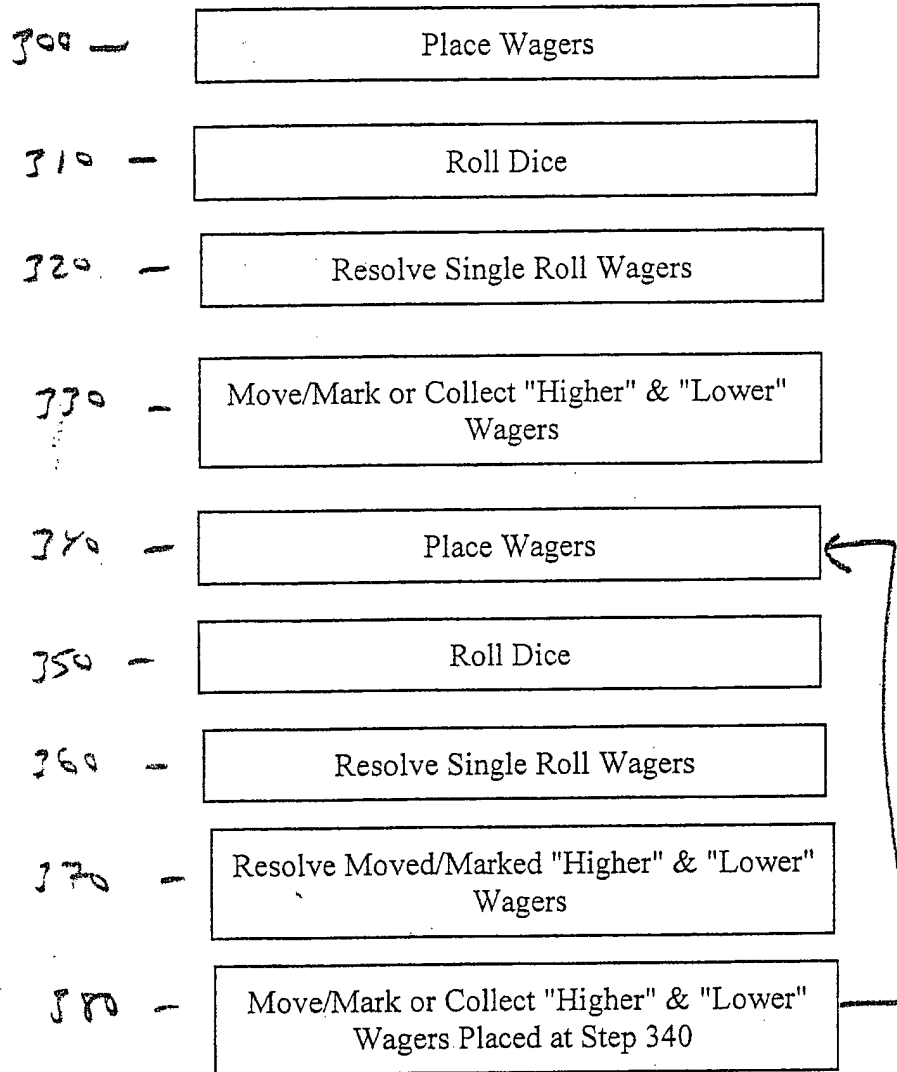 300 — Place Wagers
310 — Roll Dice
320 — Resolve Single Roll Wagers
330 — Move/Mark or Collect "Higher" & "Lower"
Wagers
340 — Place Wagers
350 — Roll Dice
360 — Resolve Single Roll Wagers
370 — Resolve Moved/Marked "Higher" & "Lower"
Wagers
380 — Move/Mark or Collect "Higher" & "Lower"
Wagers Placed at Step 340